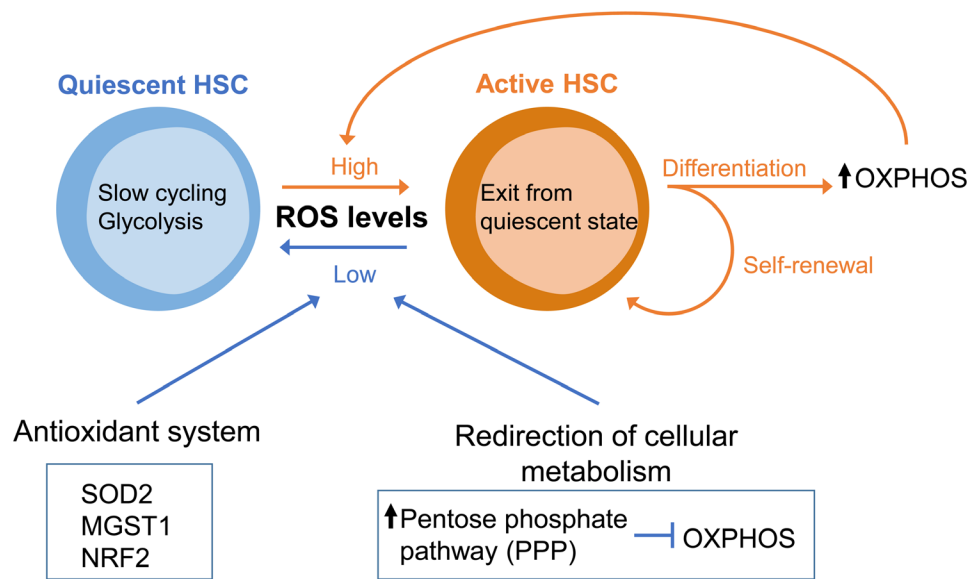 Quiescent HSC
Active HSC
Slow cycling
Glycolysis
High
ROS levels
Low
Exit from
quiescent state
Differentiation
OXPHOS
Self-renewal
Antioxidant system
SOD2
MGST1
NRF2
Redirection of cellular
metabolism
Pentose phosphate
pathway (PPP)
OXPHOS